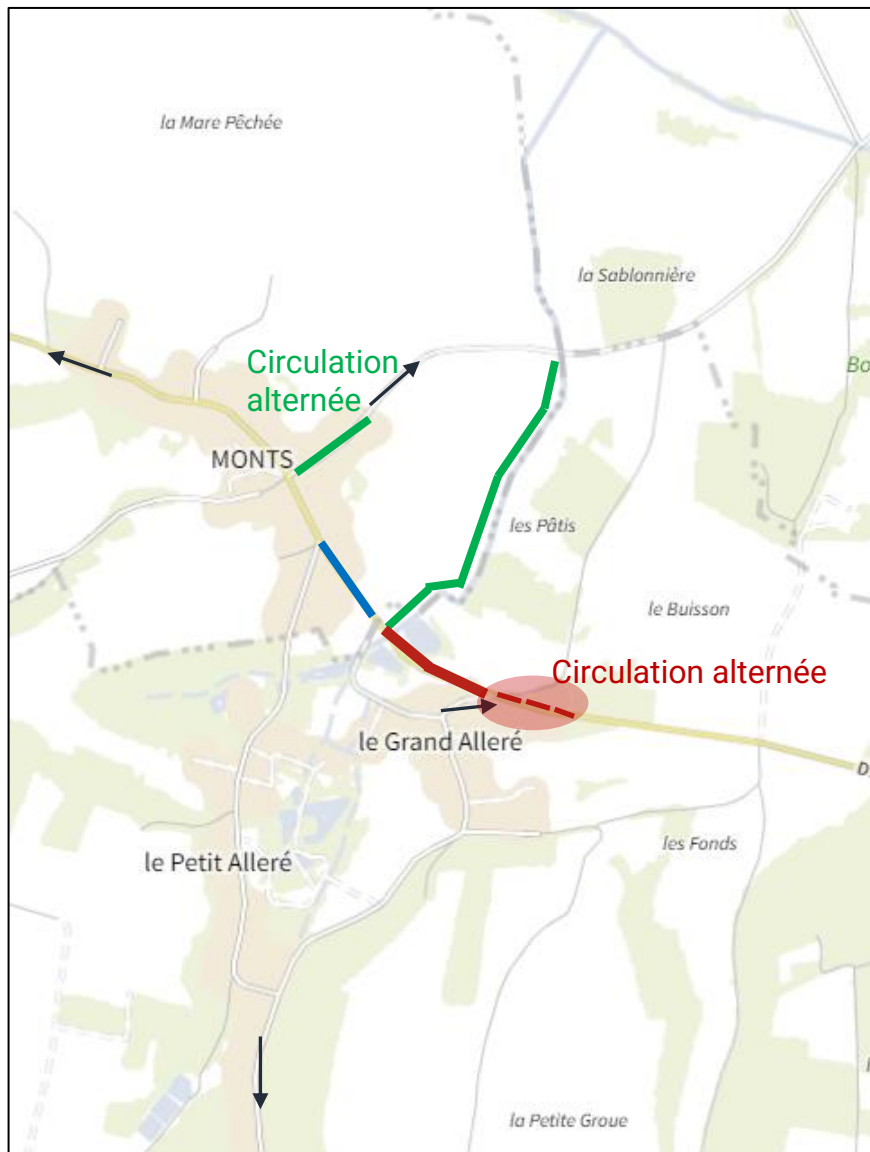 la Mare Pêchée
la Sablonnière
Circulation
alternée
Bo
MONTS
les Pâtis
le Buisson
Circulation alternée
le Grand Alleré
D
les Fonds
le Petit Alleré
la Petite Groue